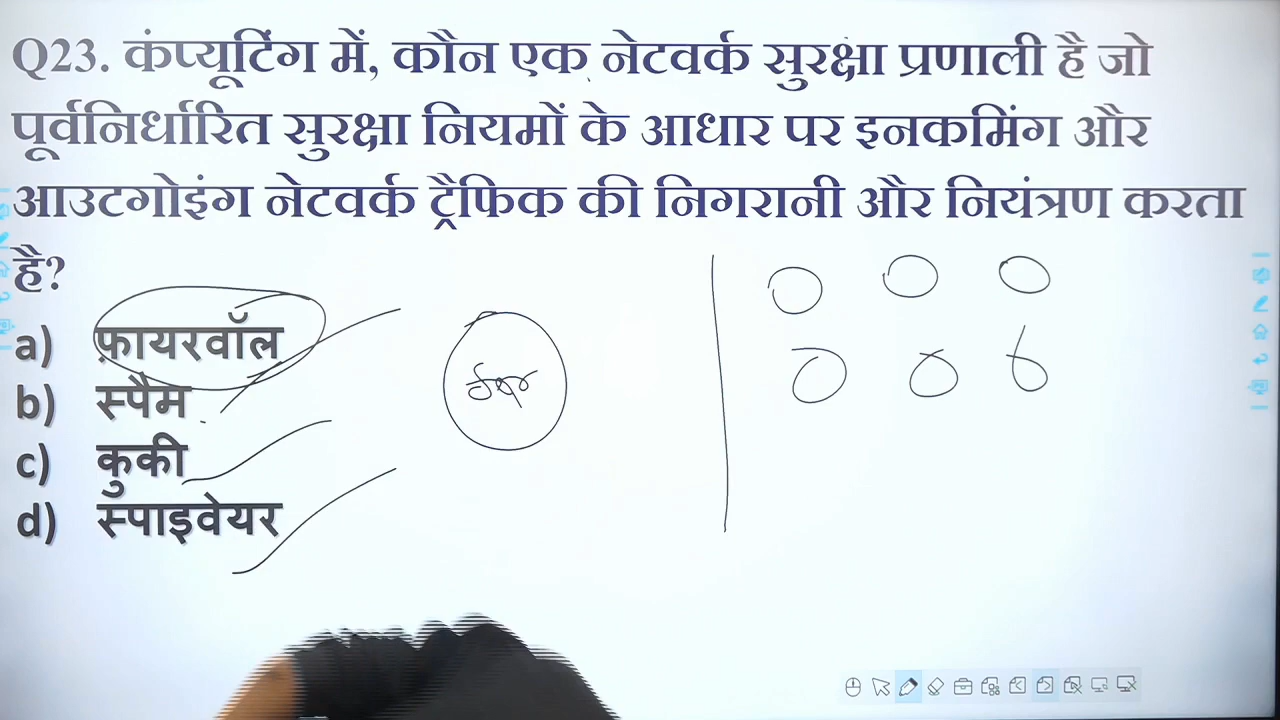 Q23. कंप्यूटिंग में, कौन एक नेटवर्क सुरक्षा प्रणाली है जो
पूर्वनिर्धारित सुरक्षा नियमों के आधार पर इनकमिंग और
आउटगोइंग नेटवर्क ट्रैफिक की निगरानी और नियंत्रण करता
है?
a) फ़ायरवॉल
b) स्पैम
c) कुकी
d) स्पाइवेयर